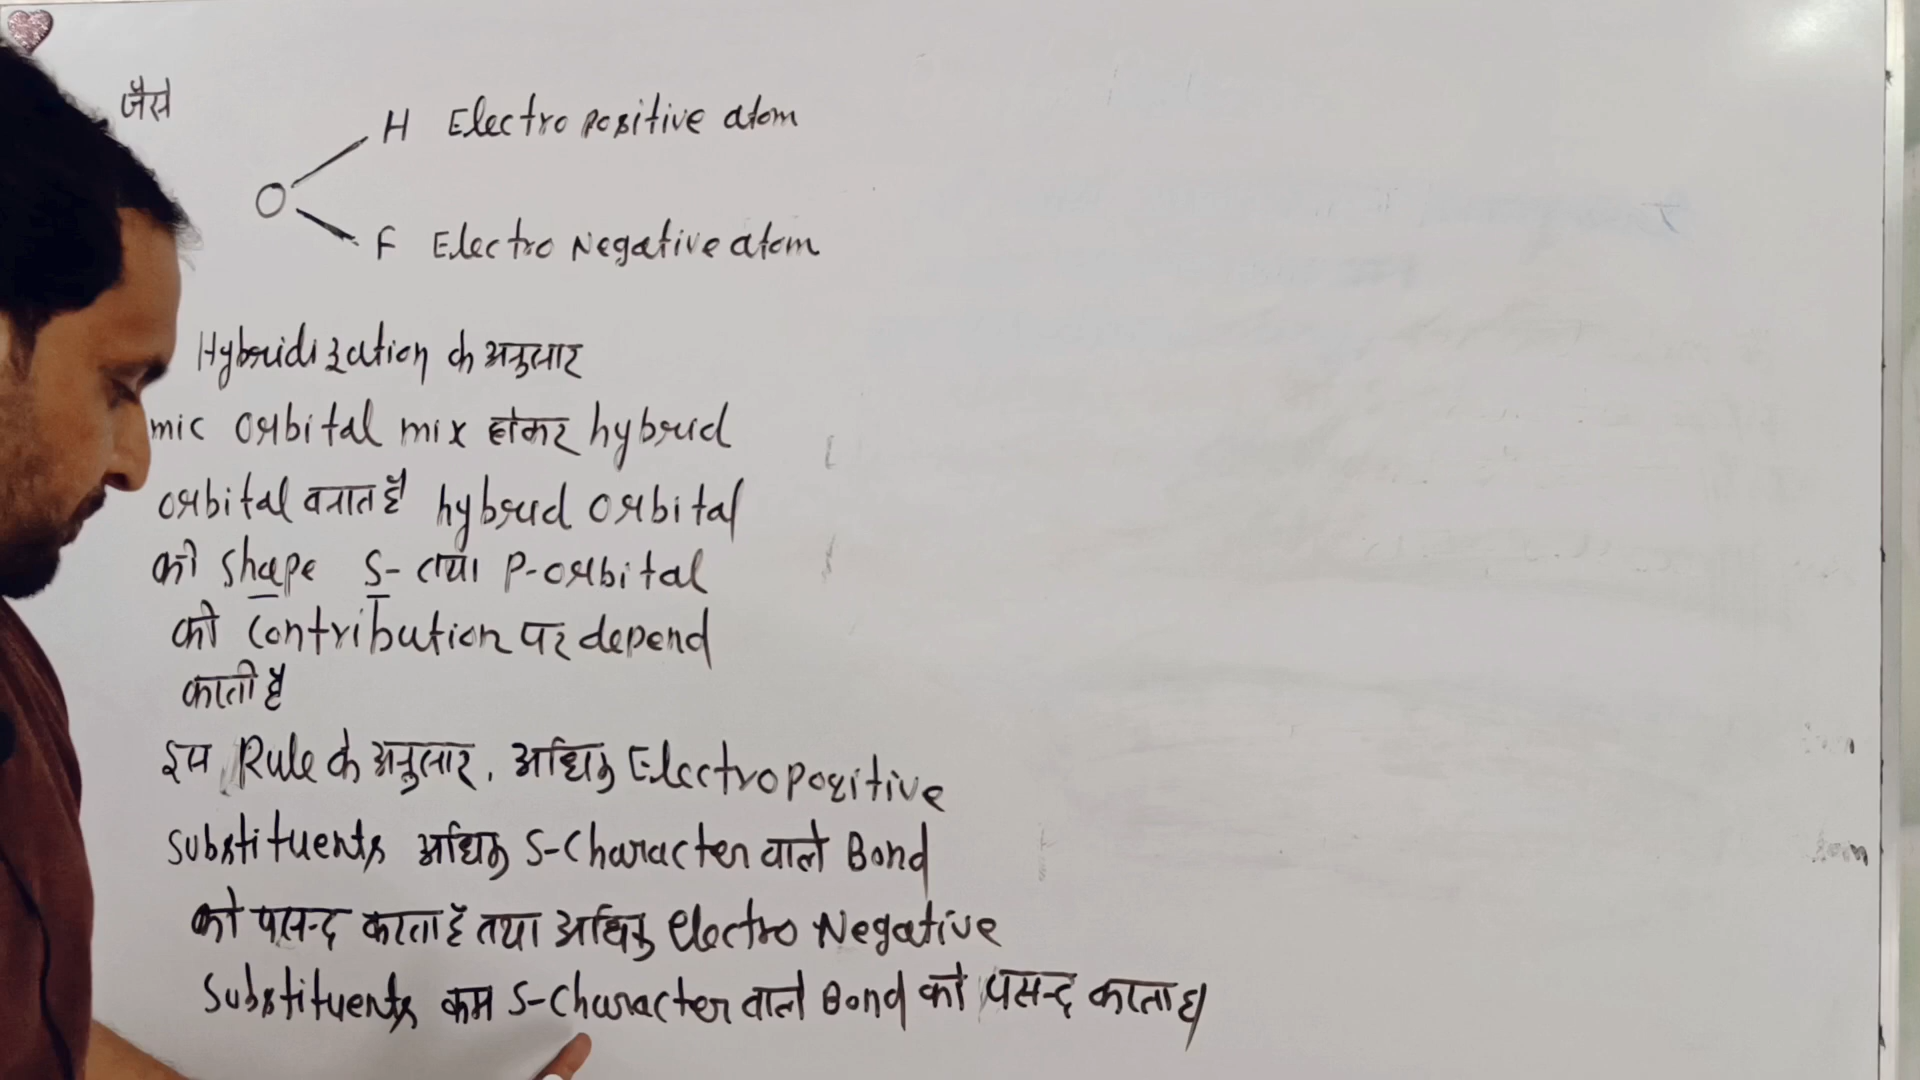 जैसे
H Electropositive atom
O
F Electro Negative atom
Hybridization के अनुसार
mic orbital mix होकर hybrid
orbital बनाते हैं hybrid orbital
की shape S- तथा P-orbital
की Contribution पर depend
करती है
इस Rule के अनुसार, अधिक Electropositive
Substituents अधिक S-Character वाले Bond
को पसन्द करता है तथा अधिक electro Negative
Substituents कम S-Character वाले Bond को पसन्द करता है